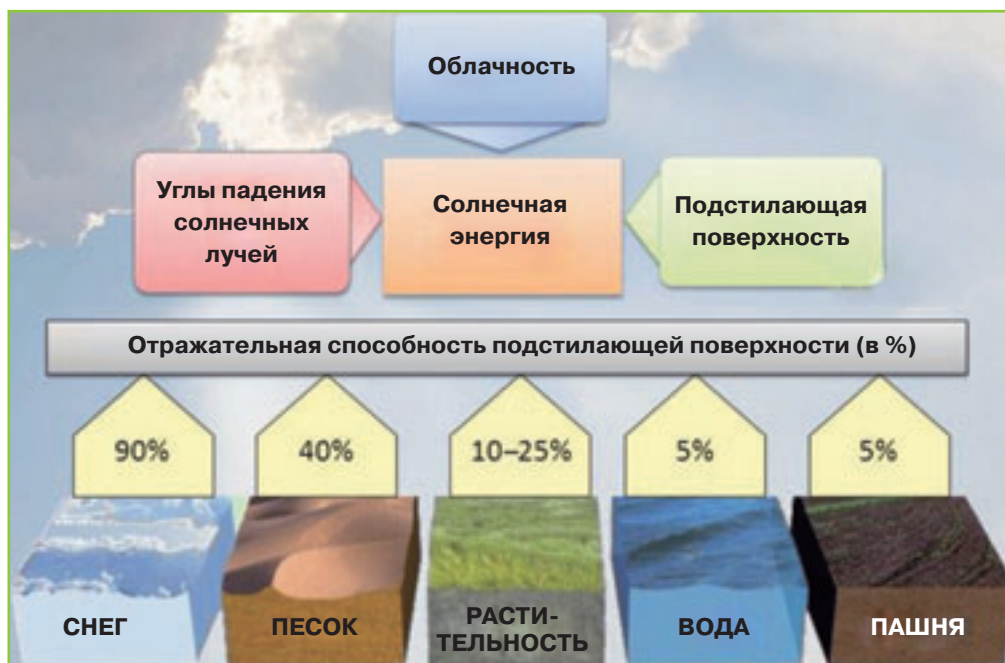 Облачность
Углы падения
солнечных
лучей
Солнечная
энергия
Подстилающая
поверхность
Отражательная способность подстилающей поверхности (в %)
90%
40%
10–25%
5%
5%
СНЕГ
ПЕСОК
РАСТИ-
ТЕЛЬНОСТЬ
ВОДА
ПАШНЯ